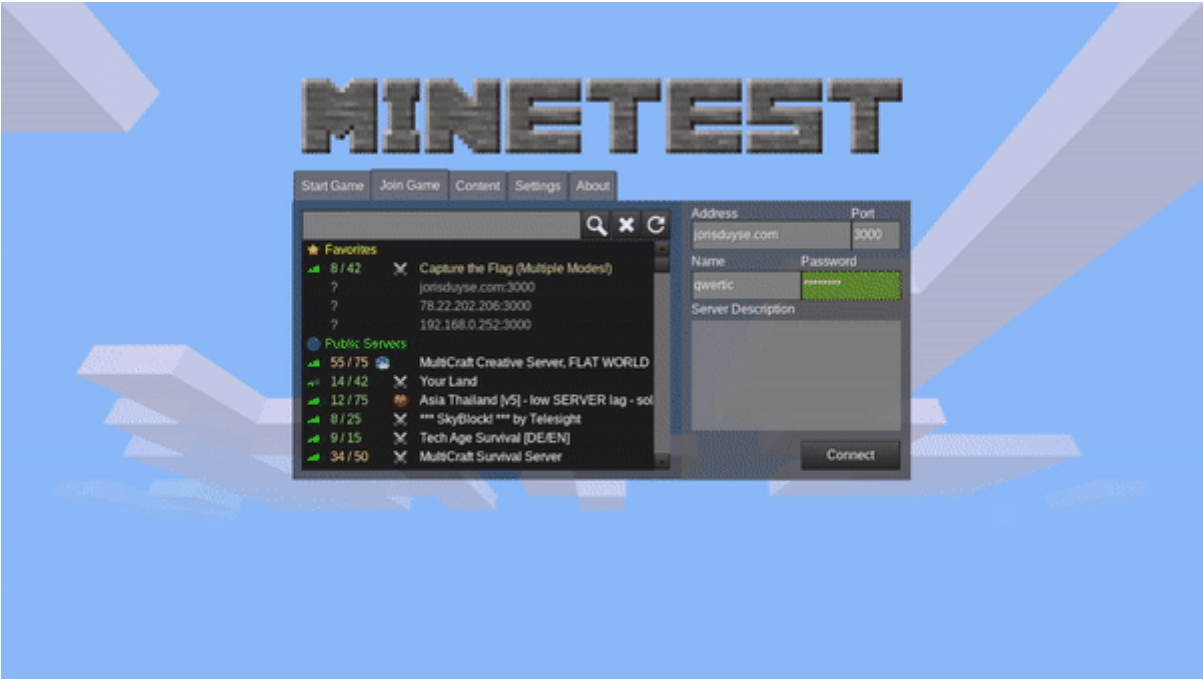 MINETEST
Start Game Join Game Content Settings About
Address Port
jorisduyse.com 3000
Name Password
qwertic ********
Server Description
Favorites
8 / 42 Capture the Flag (Multiple Modes!)
? jorisduyse.com:3000
? 78.22.202.206:3000
? 192.168.0.252:3000
Public Servers
55 / 75 MultiCraft Creative Server, FLAT WORLD
14 / 42 Your Land
12 / 75 Asia Thailand [v5] - low SERVER lag - sol
8 / 25 *** SkyBlock! *** by Telesight
9 / 15 Tech Age Survival [DE/EN]
34 / 50 MultiCraft Survival Server
Connect